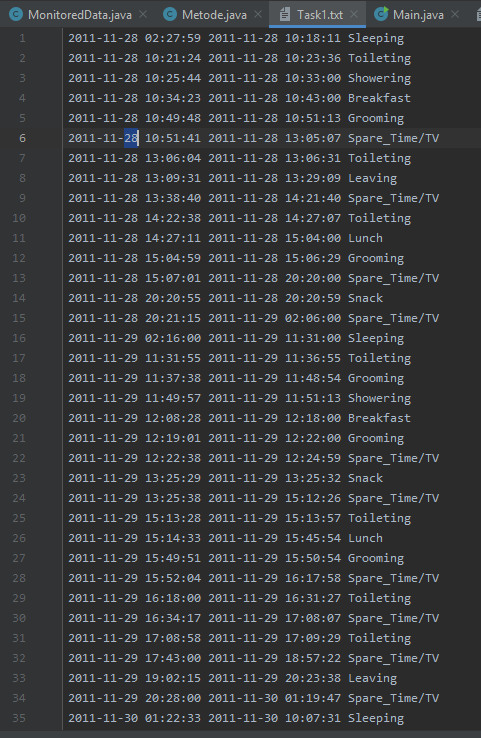 MonitoredData.java Metode.java Task1.txt Main.java
1 2011-11-28 02:27:59 2011-11-28 10:18:11 Sleeping
2 2011-11-28 10:21:24 2011-11-28 10:23:36 Toileting
3 2011-11-28 10:25:44 2011-11-28 10:33:00 Showering
4 2011-11-28 10:34:23 2011-11-28 10:43:00 Breakfast
5 2011-11-28 10:49:48 2011-11-28 10:51:13 Grooming
6 2011-11-28 10:51:41 2011-11-28 13:05:07 Spare_Time/TV
7 2011-11-28 13:06:04 2011-11-28 13:06:31 Toileting
8 2011-11-28 13:09:31 2011-11-28 13:29:09 Leaving
9 2011-11-28 13:38:40 2011-11-28 14:21:40 Spare_Time/TV
10 2011-11-28 14:22:38 2011-11-28 14:27:07 Toileting
11 2011-11-28 14:27:11 2011-11-28 15:04:00 Lunch
12 2011-11-28 15:04:59 2011-11-28 15:06:29 Grooming
13 2011-11-28 15:07:01 2011-11-28 20:20:00 Spare_Time/TV
14 2011-11-28 20:20:55 2011-11-28 20:20:59 Snack
15 2011-11-28 20:21:15 2011-11-29 02:06:00 Spare_Time/TV
16 2011-11-29 02:16:00 2011-11-29 11:31:00 Sleeping
17 2011-11-29 11:31:55 2011-11-29 11:36:55 Toileting
18 2011-11-29 11:37:38 2011-11-29 11:48:54 Grooming
19 2011-11-29 11:49:57 2011-11-29 11:51:13 Showering
20 2011-11-29 12:08:28 2011-11-29 12:18:00 Breakfast
21 2011-11-29 12:19:01 2011-11-29 12:22:00 Grooming
22 2011-11-29 12:22:38 2011-11-29 12:24:59 Spare_Time/TV
23 2011-11-29 13:25:29 2011-11-29 13:25:32 Snack
24 2011-11-29 13:25:38 2011-11-29 15:12:26 Spare_Time/TV
25 2011-11-29 15:13:28 2011-11-29 15:13:57 Toileting
26 2011-11-29 15:14:33 2011-11-29 15:45:54 Lunch
27 2011-11-29 15:49:51 2011-11-29 15:50:54 Grooming
28 2011-11-29 15:52:04 2011-11-29 16:17:58 Spare_Time/TV
29 2011-11-29 16:18:00 2011-11-29 16:31:27 Toileting
30 2011-11-29 16:34:17 2011-11-29 17:08:07 Spare_Time/TV
31 2011-11-29 17:08:58 2011-11-29 17:09:29 Toileting
32 2011-11-29 17:43:00 2011-11-29 18:57:22 Spare_Time/TV
33 2011-11-29 19:02:15 2011-11-29 20:23:38 Leaving
34 2011-11-29 20:28:00 2011-11-30 01:19:47 Spare_Time/TV
35 2011-11-30 01:22:33 2011-11-30 10:07:31 Sleeping